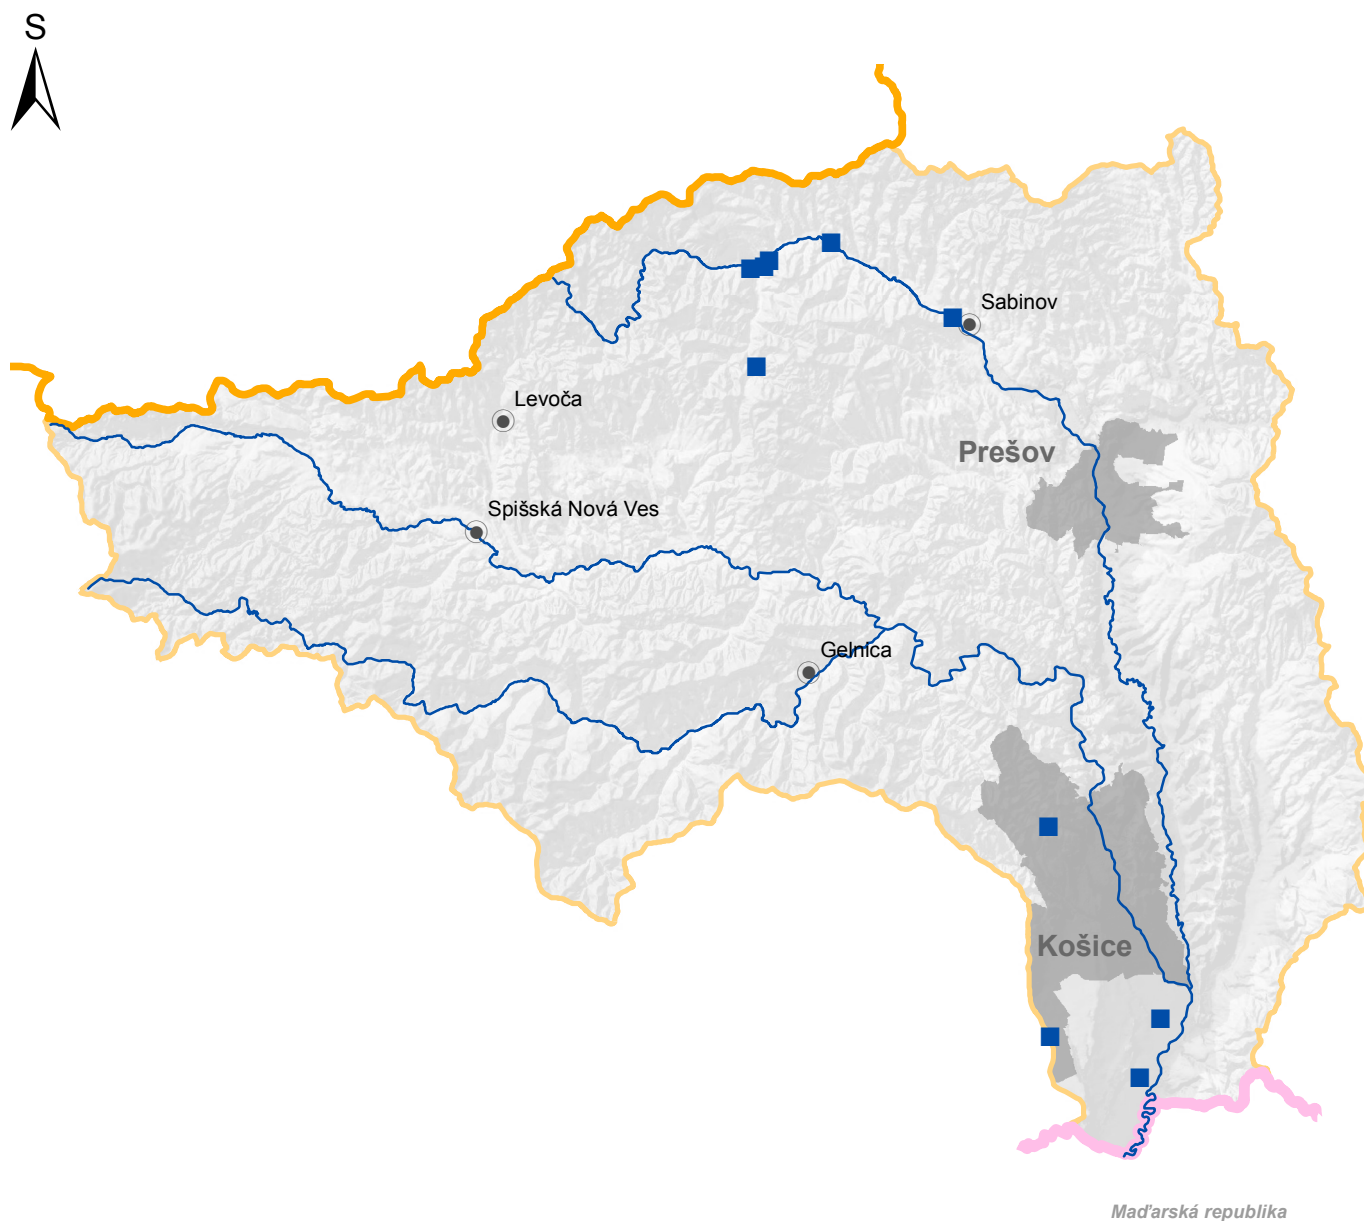 S
Sabinov
Levoča
Prešov
Spišská Nová Ves
Gelnica
Košice
Maďarská republika